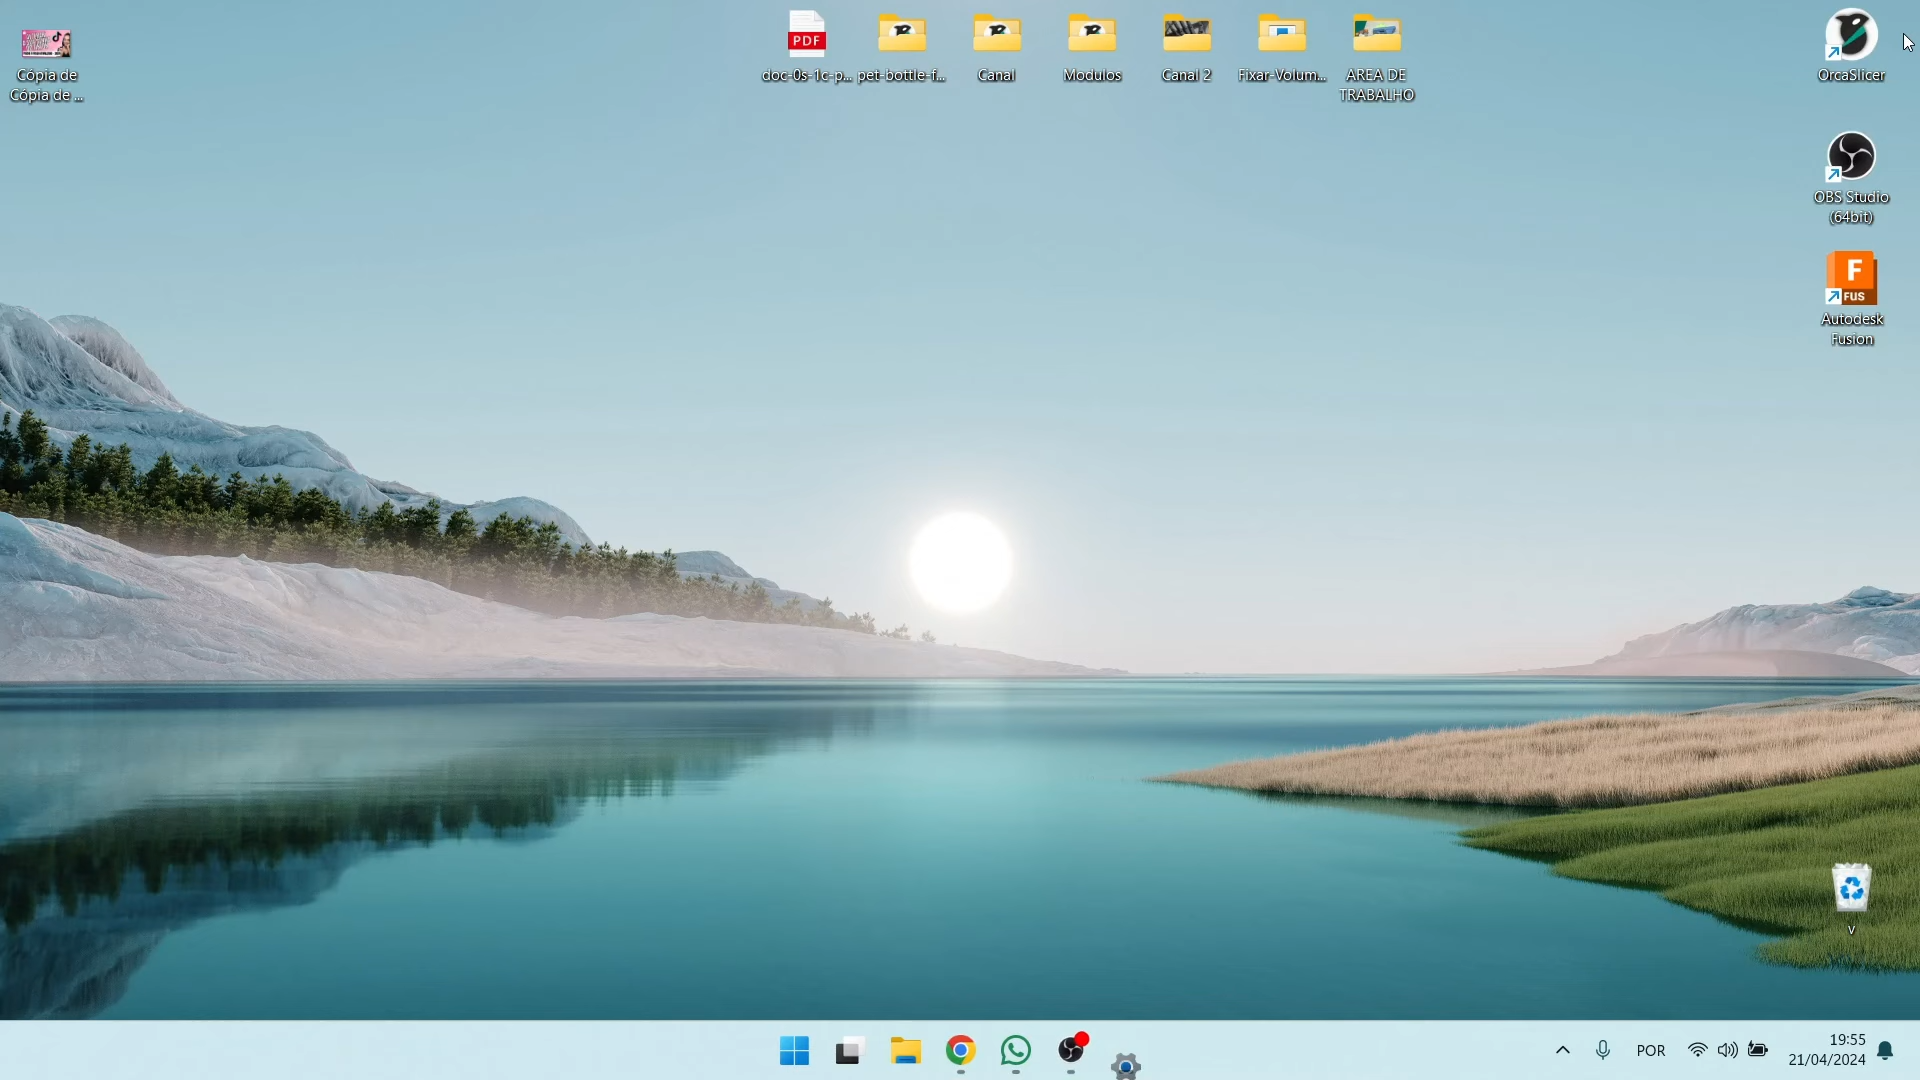 Cópia de
Cópia de ...
PDF
doc-0s-1c-p...
pet-bottle-f...
Canal
Modulos
Canal 2
Fixar-Volum...
AREA DE
TRABALHO
OrcaSlicer
OBS Studio
(64bit)
F
FUS
Autodesk
Fusion
v
POR
19:55
21/04/2024